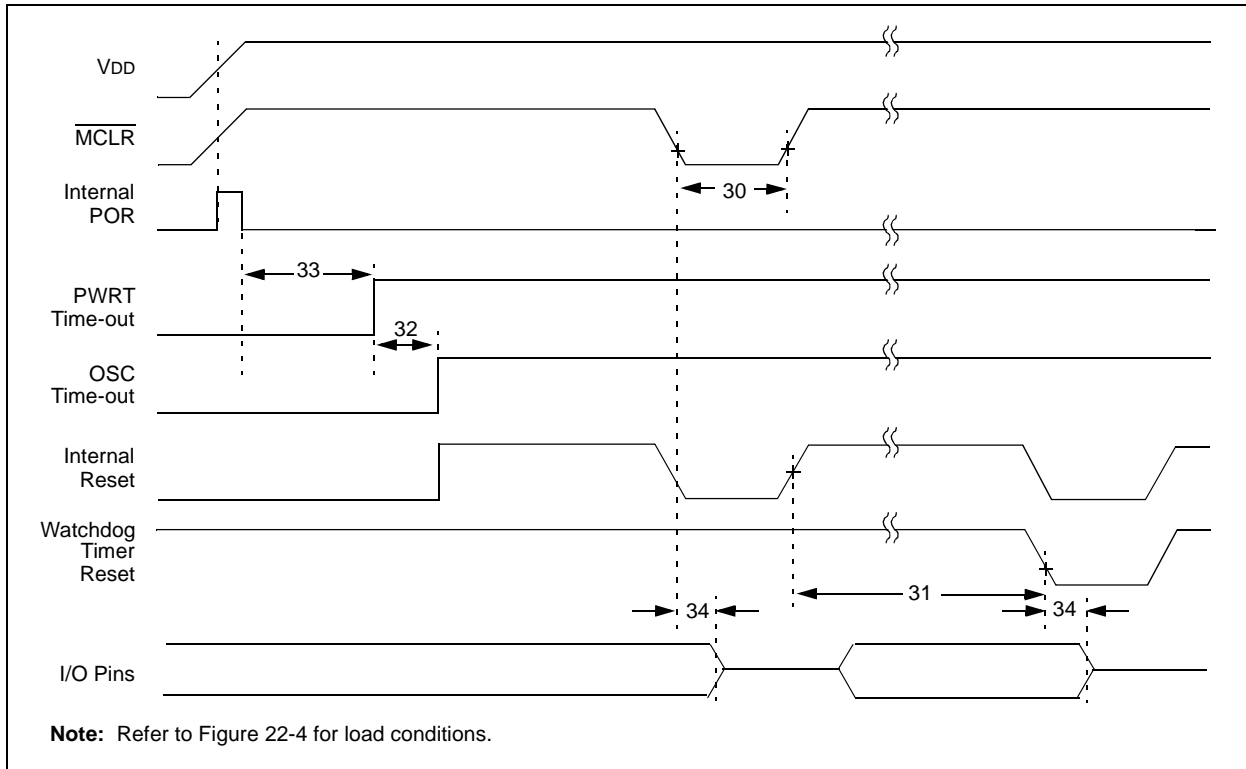 VDD
MCLR
Internal
POR
30
33
PWRT
Time-out
32
OSC
Time-out
Internal
Reset
Watchdog
Timer
Reset
31
34
34
I/O Pins
Note: Refer to Figure 22-4 for load conditions.